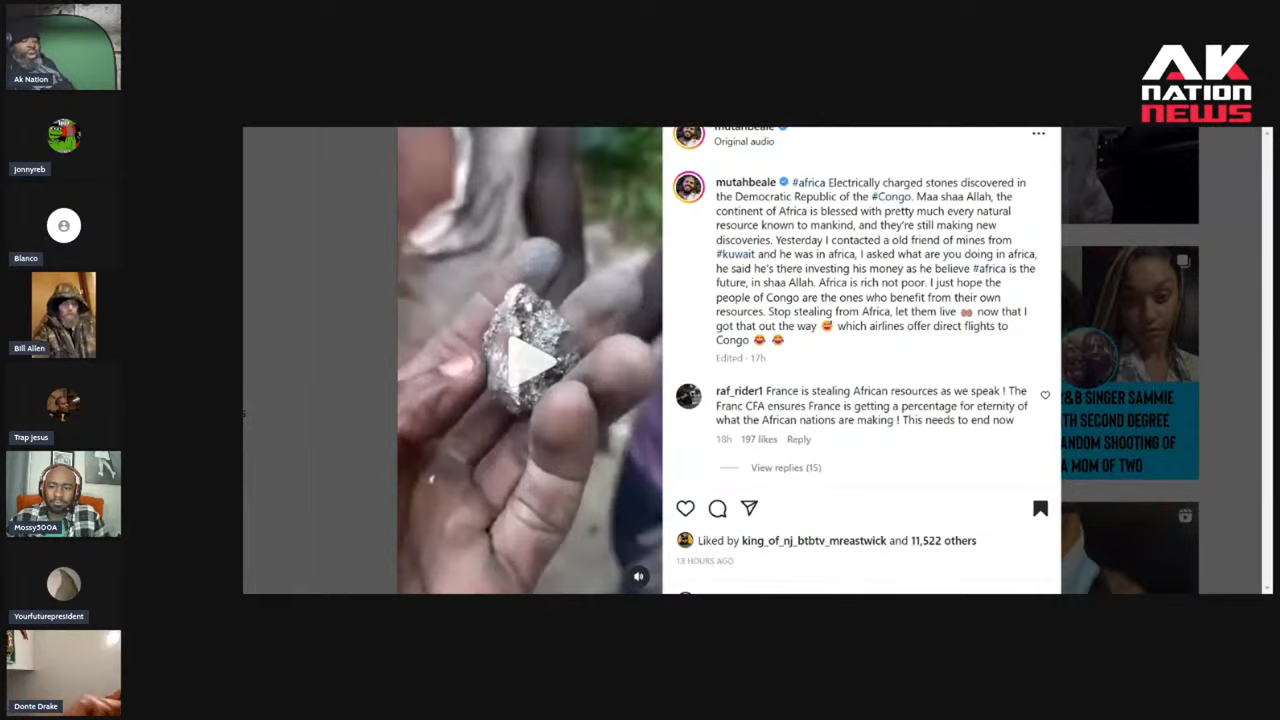 Ak Nation
Jonnyreb
Blanco
Bill Allen
Trap Jesus
Mossy500A
Yourfuturepresident
Donte Drake
AK
NATION
NEWS
mutahbeale
Original audio
mutahbeale #africa Electrically charged stones discovered in
the Democratic Republic of the #Congo. Maa shaa Allah, the
continent of Africa is blessed with pretty much every natural
resource known to mankind, and they're still making new
discoveries. Yesterday I contacted a old friend of mines from
#kuwait and he was in africa, I asked what are you doing in africa,
he said he's there investing his money as he believe #africa is the
future, in shaa Allah. Africa is rich not poor. I just hope the
people of Congo are the ones who benefit from their own
resources. Stop stealing from Africa, let them live 🤲🏾 now that I
got that out the way 😅 which airlines offer direct flights to
Congo 😂 😂
Edited · 17h
raf_rider1 France is stealing African resources as we speak ! The
Franc CFA ensures France is getting a percentage for eternity of
what the African nations are making ! This needs to end now
18h 197 likes Reply
View replies (15)
Liked by king_of_nj_btbtv_mreastwick and 11,522 others
18 HOURS AGO
&B SINGER SAMMIE
TH SECOND DEGREE
ANDOM SHOOTING OF
A MOM OF TWO